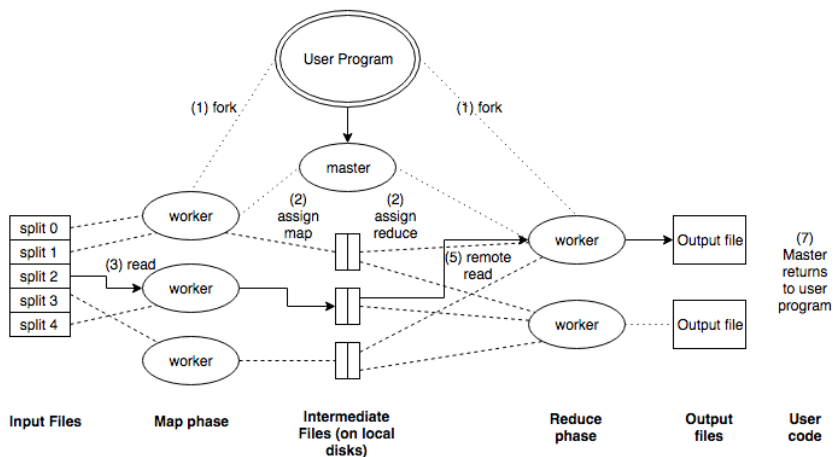 User Program
(1) fork
(1) fork
master
(2)
assign
map
(2)
assign
reduce
worker
worker
worker
split 0
split 1
split 2
split 3
split 4
(3) read
(5) remote
read
worker
worker
Output file
Output file
(7)
Master
returns
to user
program
Input Files
Map phase
Intermediate
Files (on local
disks)
Reduce
phase
Output
files
User
code